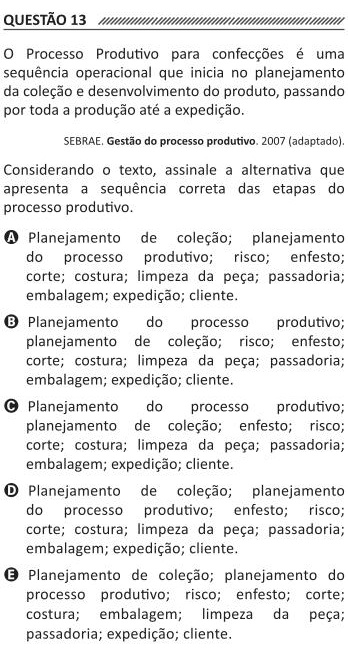 QUESTÃO 13
O Processo Produtivo para confecções é uma
sequência operacional que inicia no planejamento
da coleção e desenvolvimento do produto, passando
por toda a produção até a expedição.
SEBRAE. Gestão do processo produtivo. 2007 (adaptado).
Considerando o texto, assinale a alternativa que
apresenta a sequência correta das etapas do
processo produtivo.
A Planejamento de coleção; planejamento
do processo produtivo; risco; enfesto;
corte; costura; limpeza da peça; passadoria;
embalagem; expedição; cliente.
B Planejamento do processo produtivo;
planejamento de coleção; risco; enfesto;
corte; costura; limpeza da peça; passadoria;
embalagem; expedição; cliente.
C Planejamento do processo produtivo;
planejamento de coleção; enfesto; risco;
corte; costura; limpeza da peça; passadoria;
embalagem; expedição; cliente.
D Planejamento de coleção; planejamento
do processo produtivo; enfesto; risco;
corte; costura; limpeza da peça; passadoria;
embalagem; expedição; cliente.
E Planejamento de coleção; planejamento do
processo produtivo; risco; enfesto; corte;
costura; embalagem; limpeza da peça;
passadoria; expedição; cliente.